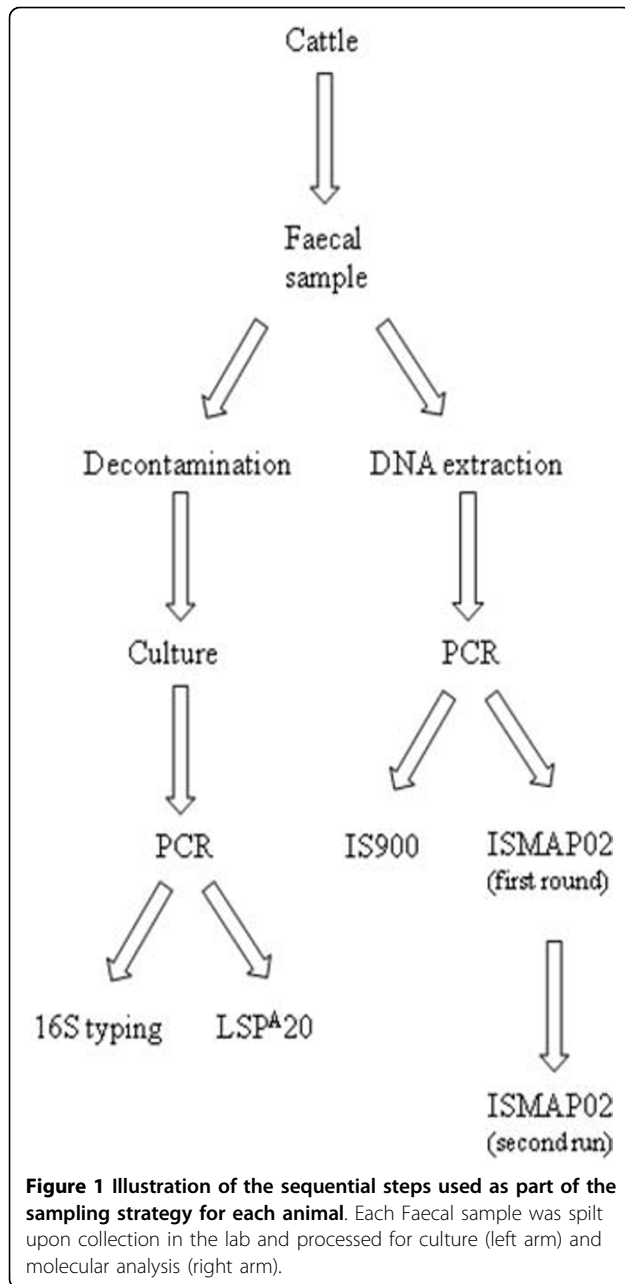 Cattle
Faecal
sample
Decontamination DNA extraction
Culture PCR
PCR IS900 ISMAP02
(first round)
16S typing LSPᴬ20
ISMAP02
(second run)
Figure 1 Illustration of the sequential steps used as part of the
sampling strategy for each animal. Each Faecal sample was spilt
upon collection in the lab and processed for culture (left arm) and
molecular analysis (right arm).